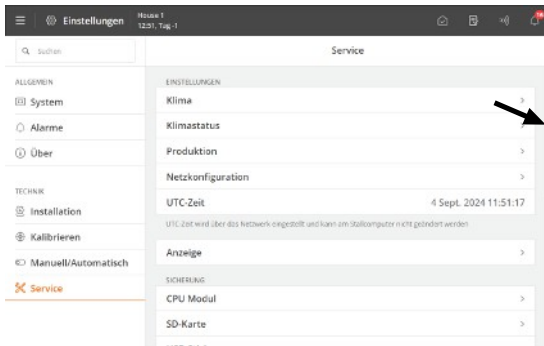 Einstellungen
House 1
12:51, Tag -1
Suchen
Service
ALLGEMEIN
System
Alarme
Über
TECHNIK
Installation
Kalibrieren
Manuell/Automatisch
Service
EINSTELLUNGEN
Klima
Klimastatus
Produktion
Netzkonfiguration
UTC-Zeit
4 Sept. 2024 11:51:17
UTC-Zeit wird über das Netzwerk eingestellt und kann am Stallcomputer nicht geändert werden
Anzeige
SICHERUNG
CPU Modul
SD-Karte